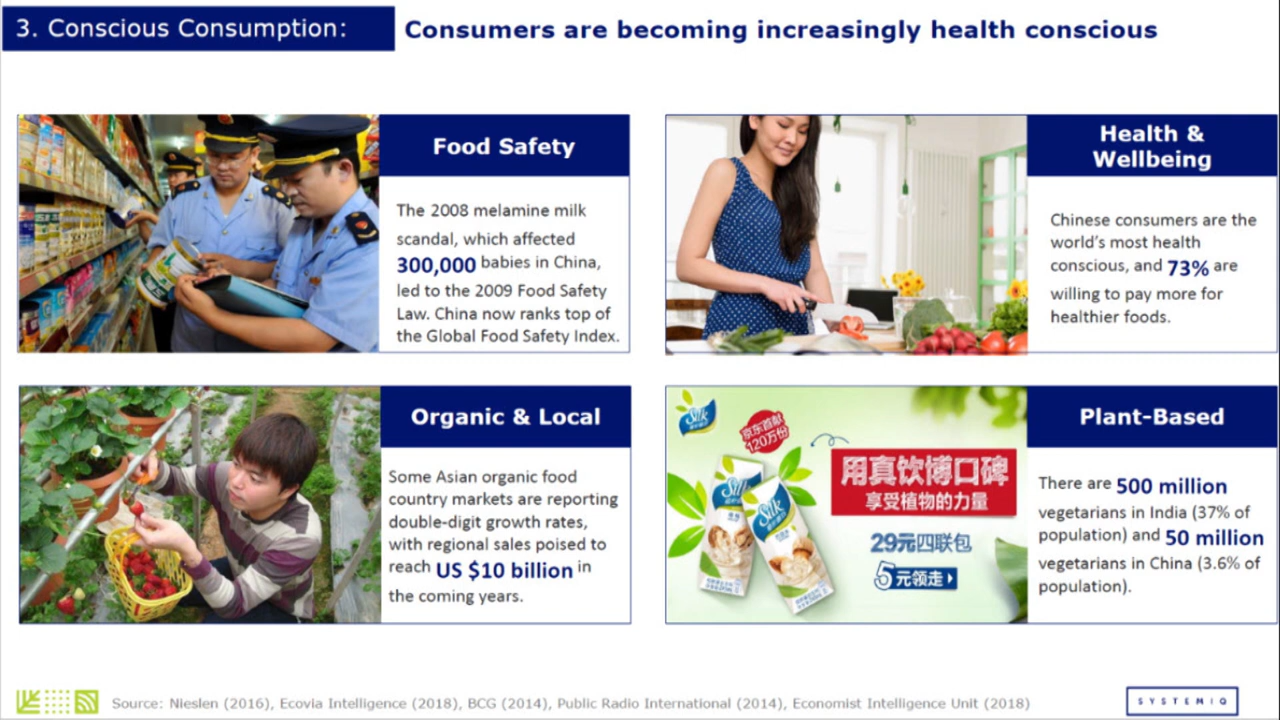 3. Conscious Consumption:
Consumers are becoming increasingly health conscious
Food Safety
The 2008 melamine milk
scandal, which affected
300,000 babies in China,
led to the 2009 Food Safety
Law. China now ranks top of
the Global Food Safety Index.
Health &
Wellbeing
Chinese consumers are the
world's most health
conscious, and 73% are
willing to pay more for
healthier foods.
Organic & Local
Some Asian organic food
country markets are reporting
double-digit growth rates,
with regional sales poised to
reach US $10 billion in
the coming years.
Silk
京东首献
120万份
Silk
Silk
用真饮博口碑
享受植物的力量
29元四联包
5元领走
Plant-Based
There are 500 million
vegetarians in India (37% of
population) and 50 million
vegetarians in China (3.6% of
population).
Source: Nieslen (2016), Ecovia Intelligence (2018), BCG (2014), Public Radio International (2014), Economist Intelligence Unit (2018)
SYSTEMIQ